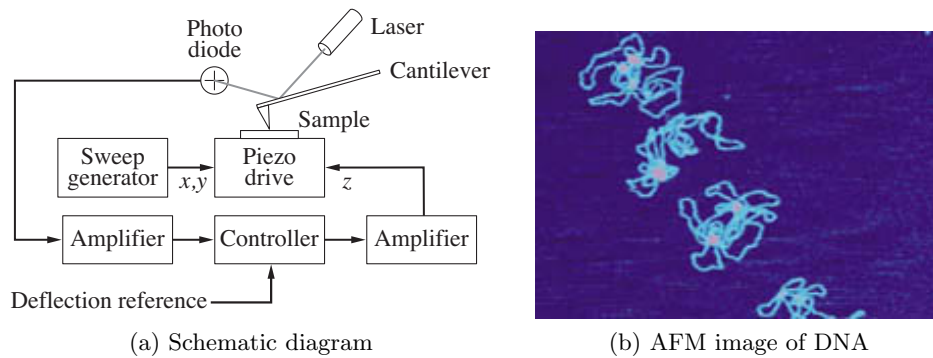 Photo
diode
Laser
Cantilever
Sample
Sweep
generator
x,y
Piezo
drive
z
Amplifier
Controller
Amplifier
Deflection reference
(a) Schematic diagram
(b) AFM image of DNA